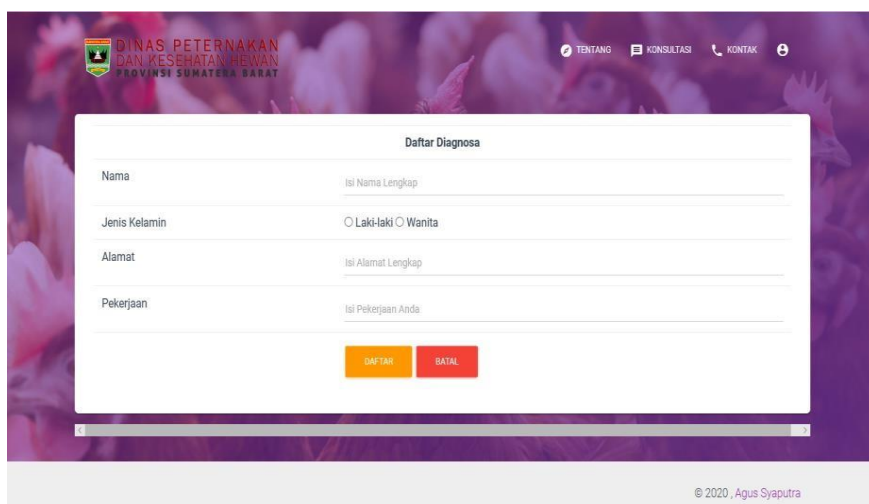 DINAS PETERNAKAN
DAN KESEHATAN HEWAN
PROVINSI SUMATERA BARAT
TENTANG KONSULTASI KONTAK
Daftar Diagnosa
Nama Isi Nama Lengkap
Jenis Kelamin Laki-laki Wanita
Alamat Isi Alamat Lengkap
Pekerjaan Isi Pekerjaan Anda
DAFTAR BATAL
© 2020 , Agus Syaputra